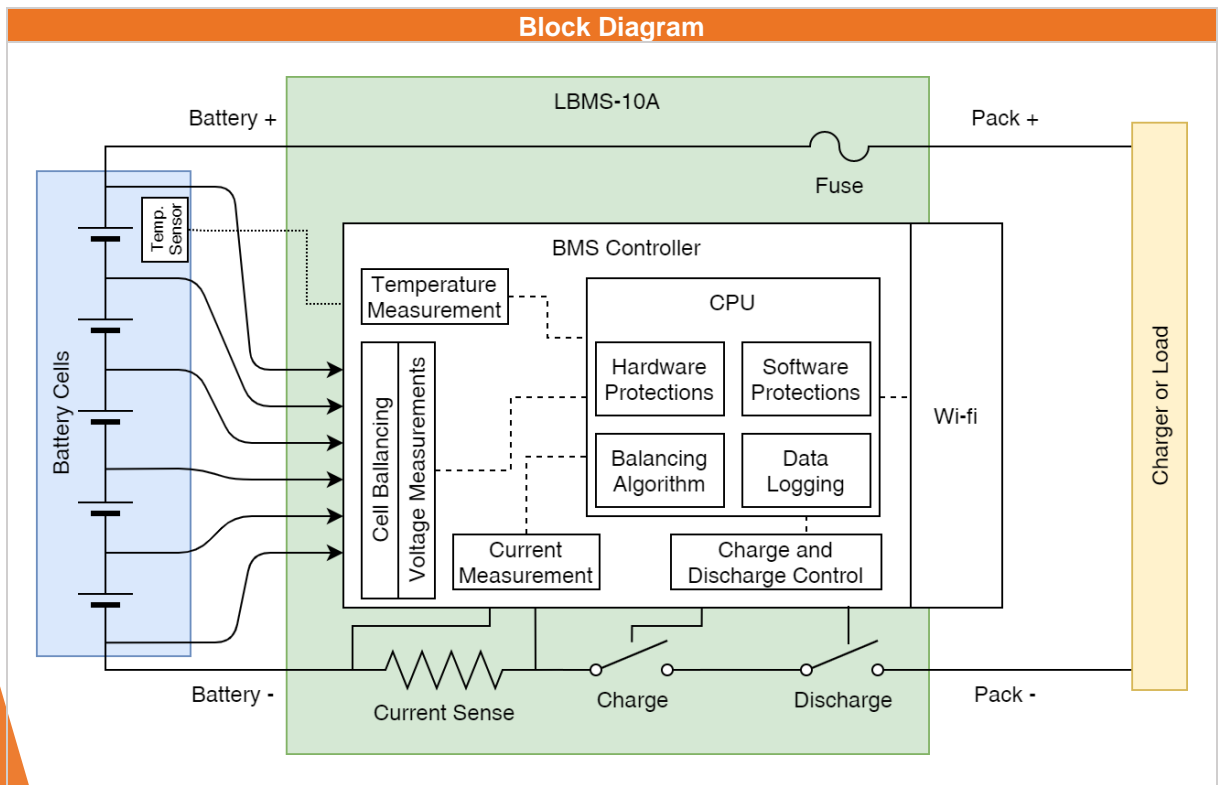 Block Diagram
LBMS-10A
Battery +
Pack +
Fuse
Temp.
Sensor
BMS Controller
Temperature
Measurement
CPU
Hardware
Protections
Software
Protections
Balancing
Algorithm
Data
Logging
Wi-fi
Battery Cells
Cell Ballancing
Voltage Measurements
Current
Measurement
Charge and
Discharge Control
Charger or Load
Battery -
Current Sense
Charge
Discharge
Pack -